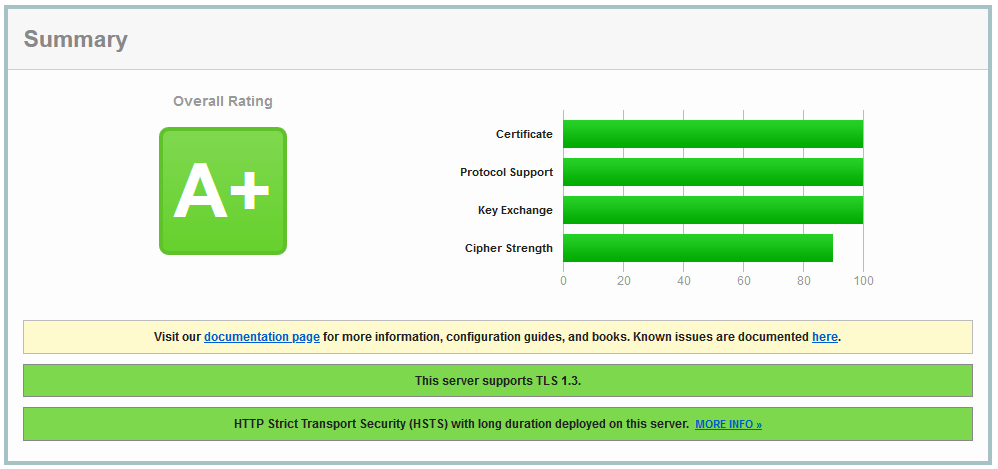 Summary
Overall Rating
A+
Certificate
Protocol Support
Key Exchange
Cipher Strength
0 20 40 60 80 100
Visit our documentation page for more information, configuration guides, and books. Known issues are documented here.
This server supports TLS 1.3.
HTTP Strict Transport Security (HSTS) with long duration deployed on this server. MORE INFO »